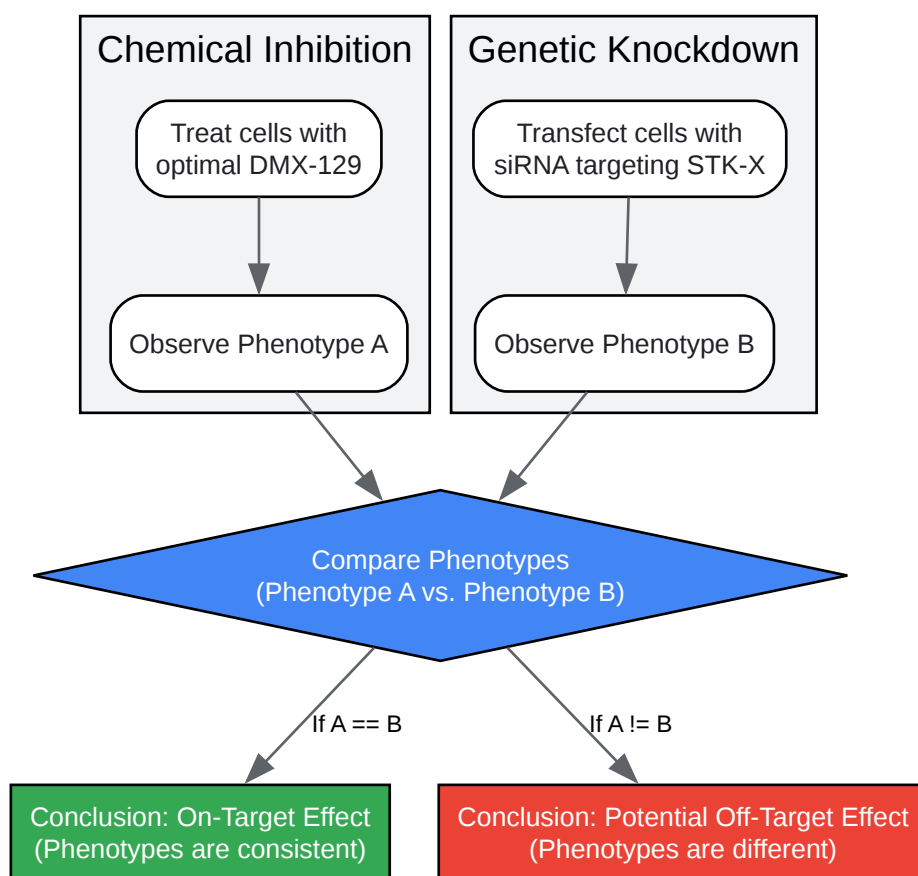 Chemical Inhibition
Treat cells with
optimal DMX-129
Observe Phenotype A
Genetic Knockdown
Transfect cells with
siRNA targeting STK-X
Observe Phenotype B
Compare Phenotypes
(Phenotype A vs. Phenotype B)
If A == B
If A != B
Conclusion: On-Target Effect
(Phenotypes are consistent)
Conclusion: Potential Off-Target Effect
(Phenotypes are different)